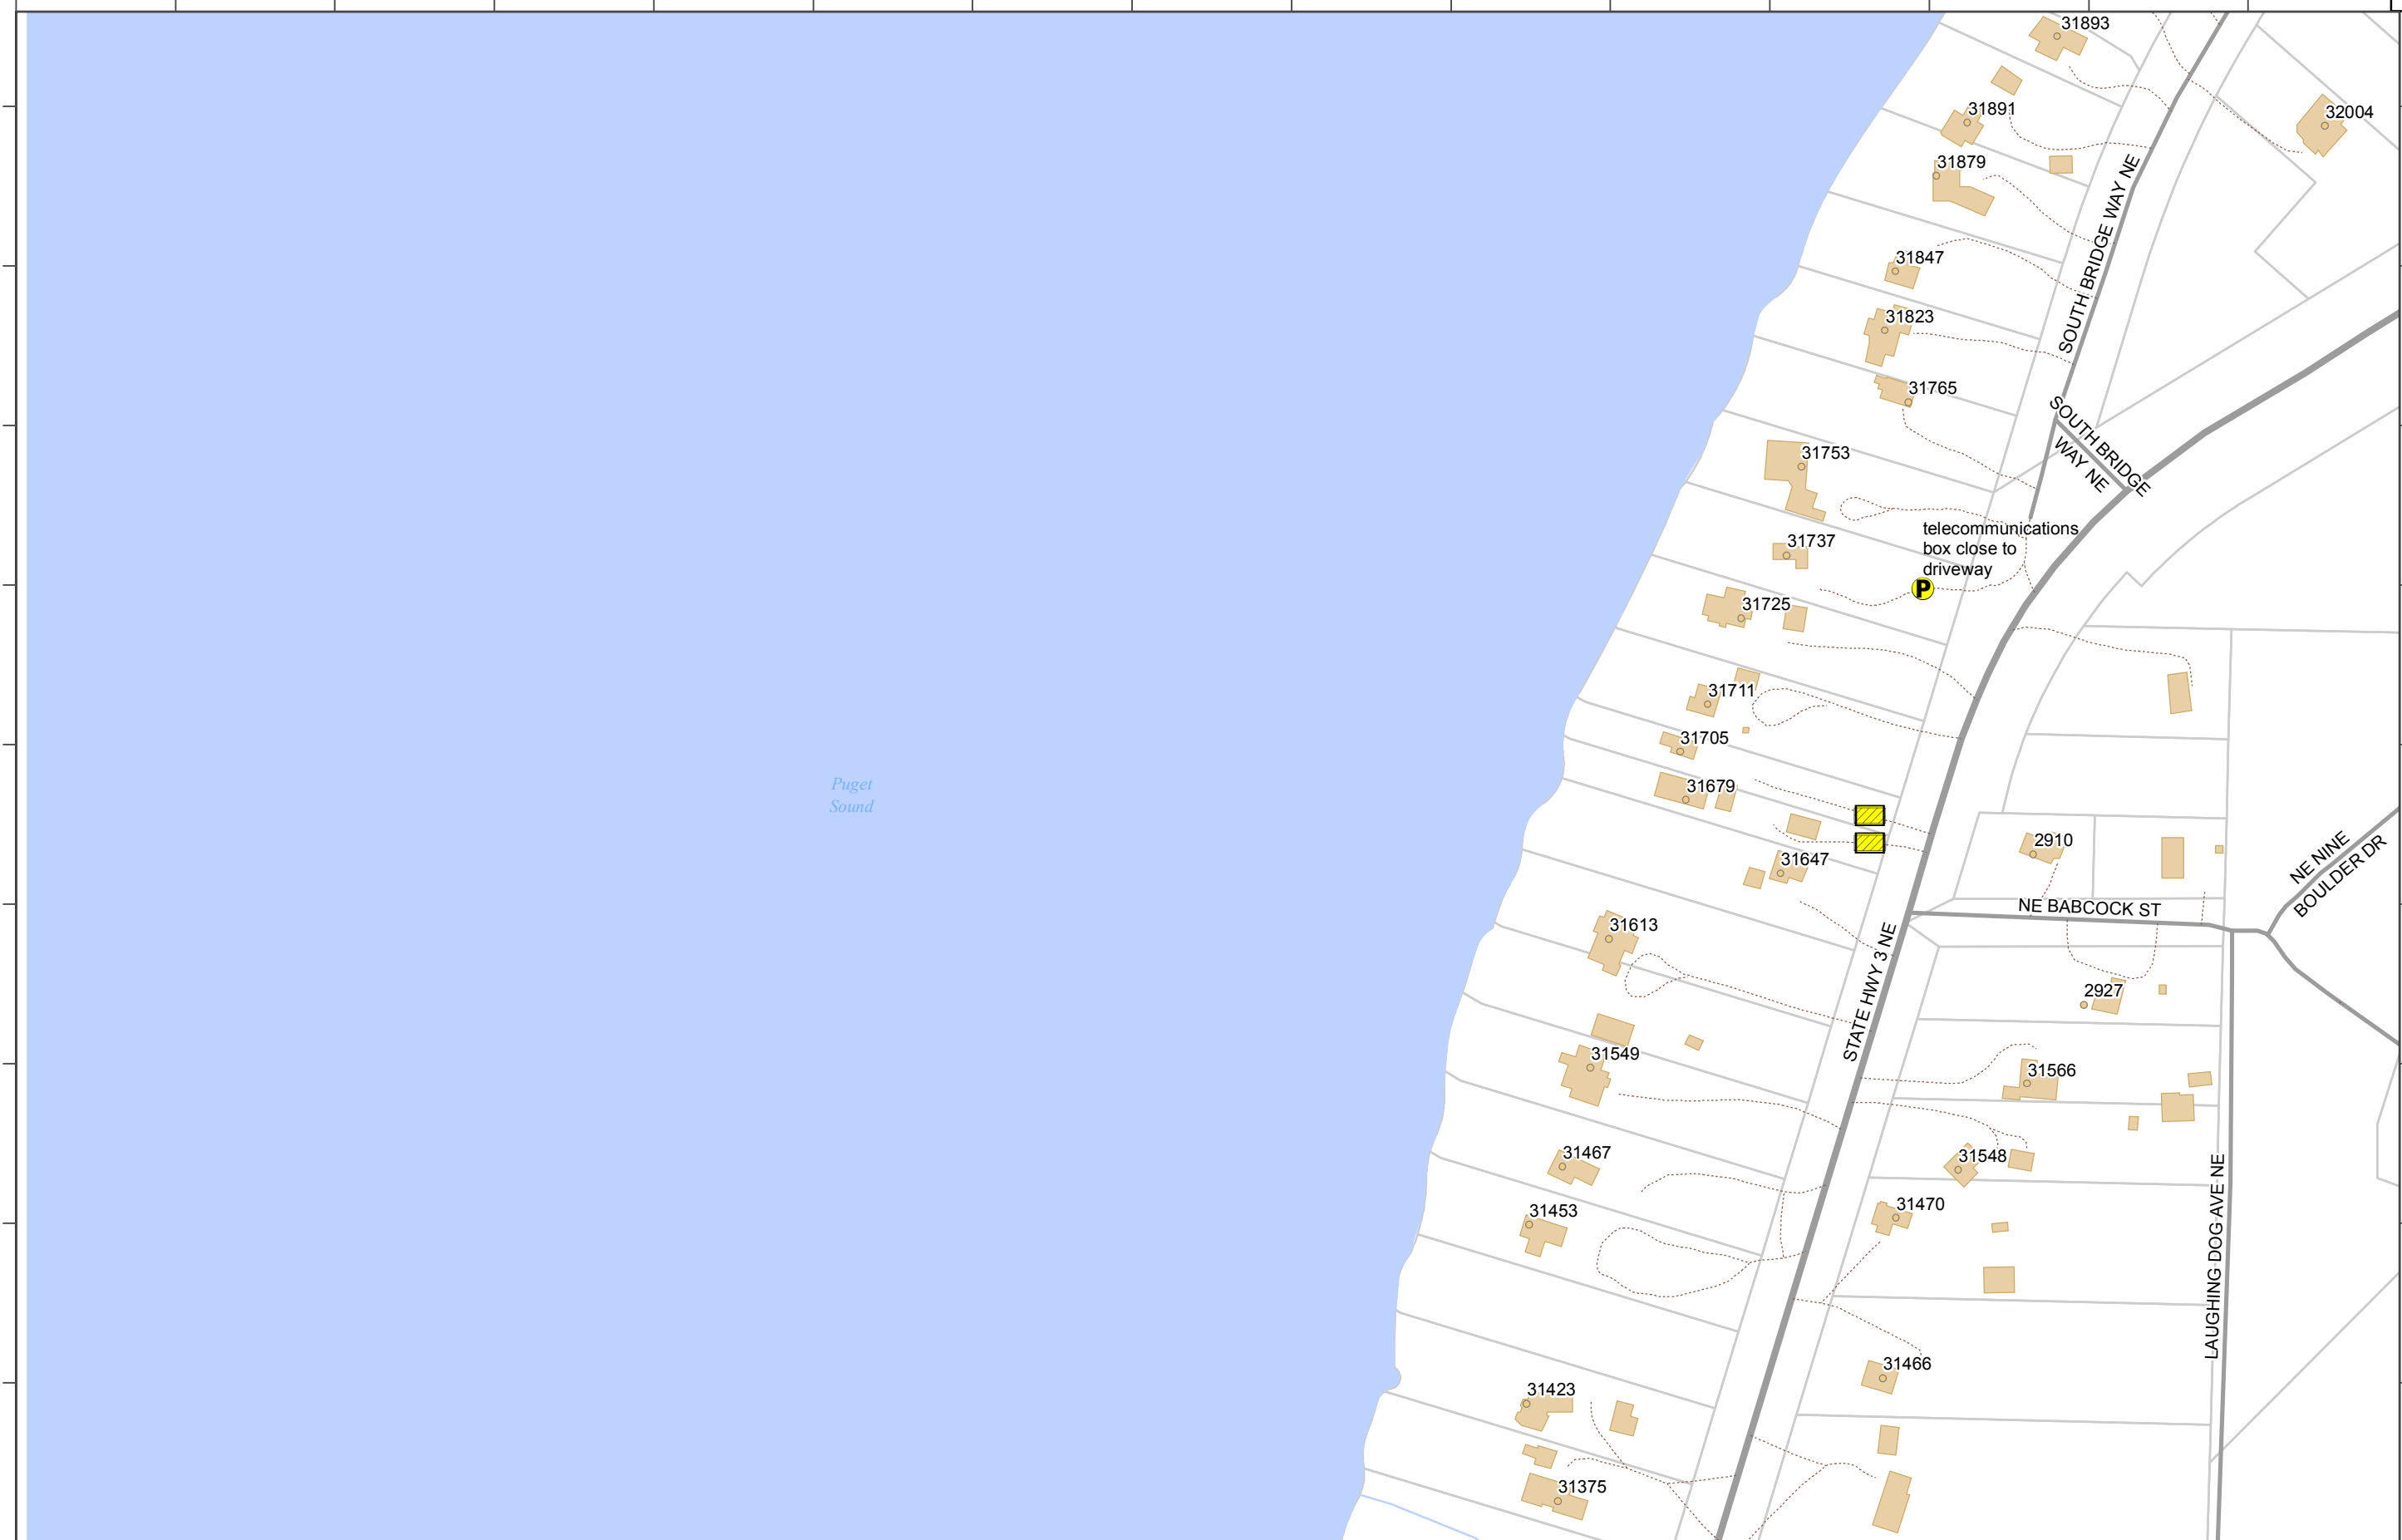 31893
32004
31891
31879
SOUTH BRIDGE WAY NE
31847
31823
31765
SOUTH BRIDGE
WAY NE
31753
telecommunications
box close to
driveway
P
31737
31725
31711
31705
Puget
Sound
31679
2910
NE NINE
BOULDER DR
31647
NE BABCOCK ST
31613
STATE HWY 3 NE
2927
31549
31566
31467
31548
31470
31453
LAUGHING DOG AVE NE
31466
31423
31375